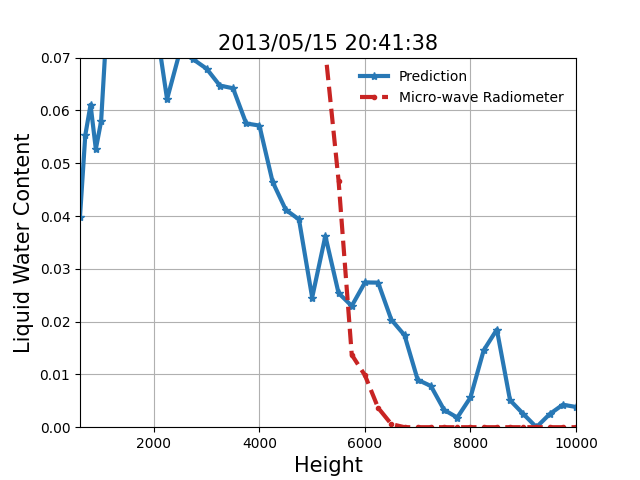 2013/05/15 20:41:38
Prediction
Micro-wave Radiometer
0.07
0.06
0.05
0.04
0.03
0.02
0.01
0.00
Liquid Water Content
2000 4000 6000 8000 10000
Height